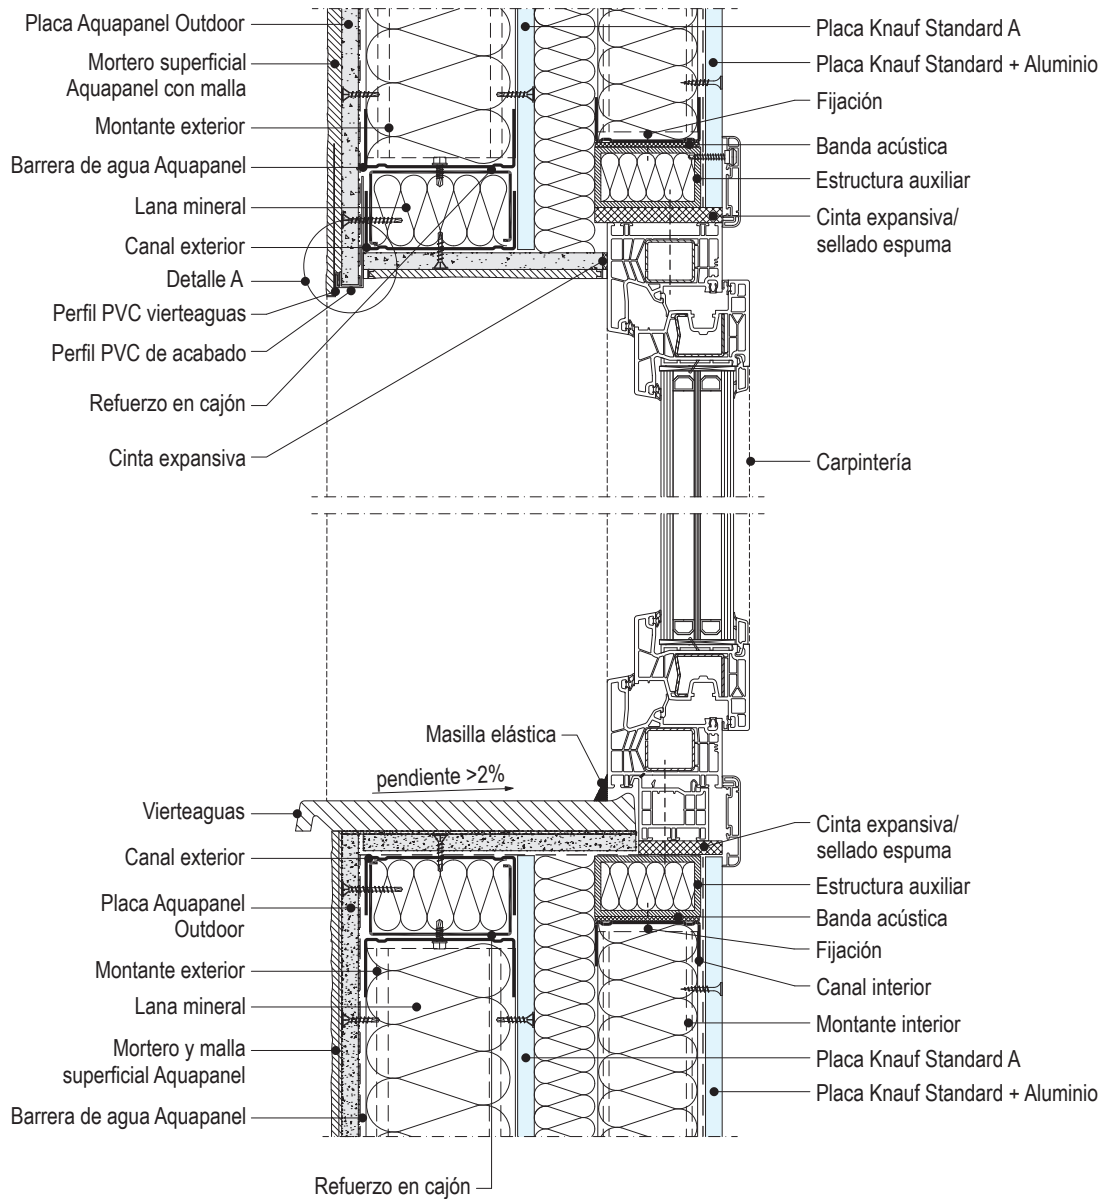 Placa Aquapanel Outdoor
Mortero superficial
Aquapanel con malla
Montante exterior
Barrera de agua Aquapanel
Lana mineral
Canal exterior
Detalle A
Perfil PVC vierteaguas
Perfil PVC de acabado
Refuerzo en cajón
Cinta expansiva
Placa Knauf Standard A
Placa Knauf Standard + Aluminio
Fijación
Banda acústica
Estructura auxiliar
Cinta expansiva/
sellado espuma
Carpintería
Masilla elástica
pendiente >2%
Vierteaguas
Canal exterior
Placa Aquapanel
Outdoor
Montante exterior
Lana mineral
Mortero y malla
superficial Aquapanel
Barrera de agua Aquapanel
Refuerzo en cajón
Cinta expansiva/
sellado espuma
Estructura auxiliar
Banda acústica
Fijación
Canal interior
Montante interior
Placa Knauf Standard A
Placa Knauf Standard + Aluminio